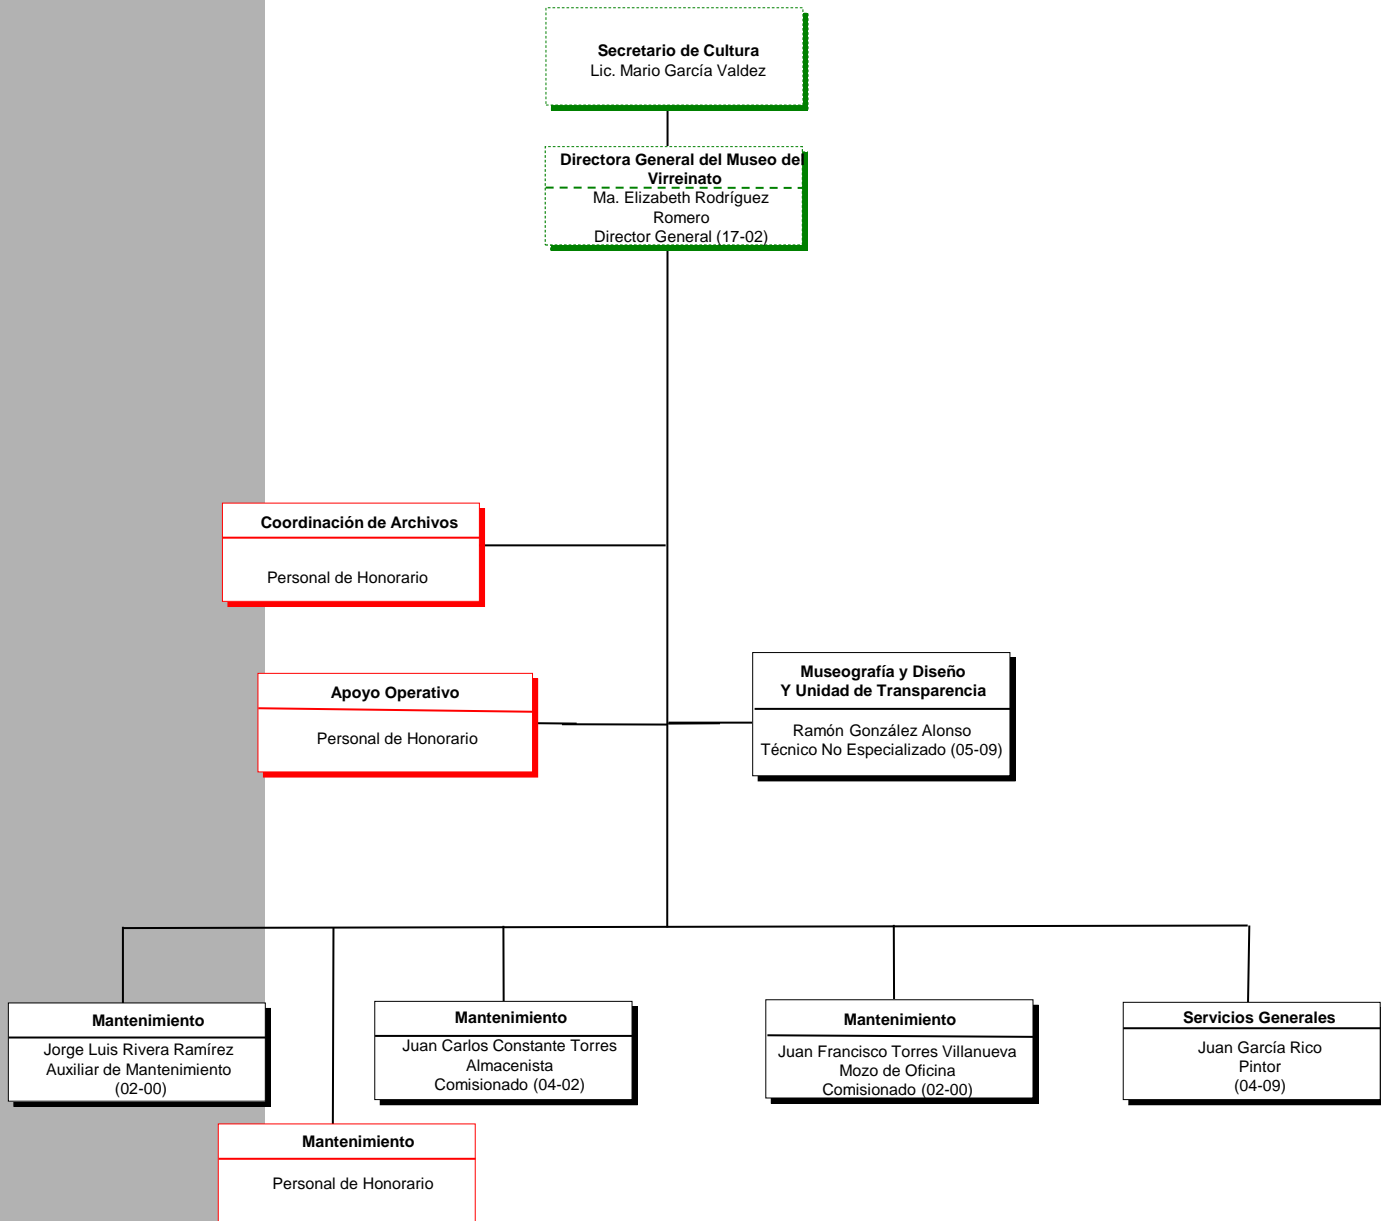 Secretario de Cultura
Lic. Mario García Valdez
Directora General del Museo del
Virreinato
Ma. Elizabeth Rodríguez
Romero
Director General (17-02)
Coordinación de Archivos
Personal de Honorario
Apoyo Operativo
Personal de Honorario
Museografía y Diseño
Y Unidad de Transparencia
Ramón González Alonso
Técnico No Especializado (05-09)
Mantenimiento
Jorge Luis Rivera Ramírez
Auxiliar de Mantenimiento
(02-00)
Mantenimiento
Juan Carlos Constante Torres
Almacenista
Comisionado (04-02)
Mantenimiento
Juan Francisco Torres Villanueva
Mozo de Oficina
Comisionado (02-00)
Servicios Generales
Juan García Rico
Pintor
(04-09)
Mantenimiento
Personal de Honorario